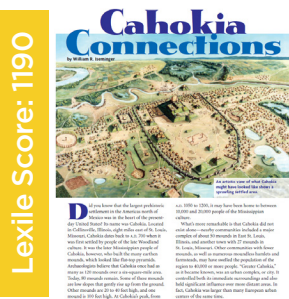 Lexile Score: 1190
Cahokia
Connections
by William R. Iseminger
An artists view of what Cahokia
might have looked like shows a
sprawling settled area.
Did you know that the largest prehistoric
settlement in the Americas north of
Mexico was in the heart of the present-
day United States? Its name was Cahokia. Located
in Collinsville, Illinois, eight miles east of St. Louis,
Missouri, Cahokia dates back to A.D. 700 when it
was first settled by people of the late Woodland
culture. It was the later Mississippian people of
Cahokia, however, who built the many earthen
mounds, which looked like flat-top pyramids.
Archaeologists believe that Cahokia once had as
many as 120 mounds over a six-square-mile area.
Today, 80 mounds remain. Some of these mounds
are low slopes that gently rise up from the ground.
Other mounds are 20 to 40 feet high, and one
mound is 100 feet high. At Cahokia's peak, from
A.D. 1050 to 1200, it may have been home to between
10,000 and 20,000 people of the Mississippian
culture.
What's more remarkable is that Cahokia did not
exist alone—nearby communities included a major
complex of about 50 mounds in East St. Louis,
Illinois, and another town with 27 mounds in
St. Louis, Missouri. Other communities with fewer
mounds, as well as numerous moundless hamlets and
farmsteads, may have swelled the population of the
region to 40,000 or more people. "Greater Cahokia,"
as it became known, was an urban complex, or city. It
controlled both its immediate surroundings and also
held significant influence over more distant areas. In
fact, Cahokia was larger than many European urban
centers of the same time.